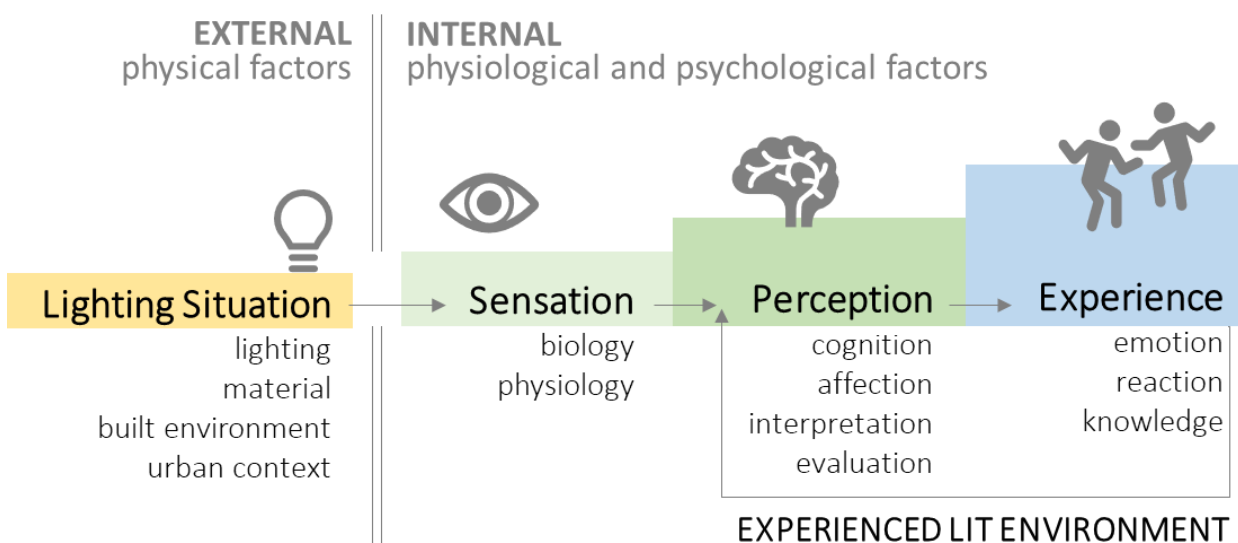 EXTERNAL
physical factors
INTERNAL
physiological and psychological factors
Lighting Situation
lighting
material
built environment
urban context
Sensation
biology
physiology
Perception
cognition
affection
interpretation
evaluation
Experience
emotion
reaction
knowledge
EXPERIENCED LIT ENVIRONMENT